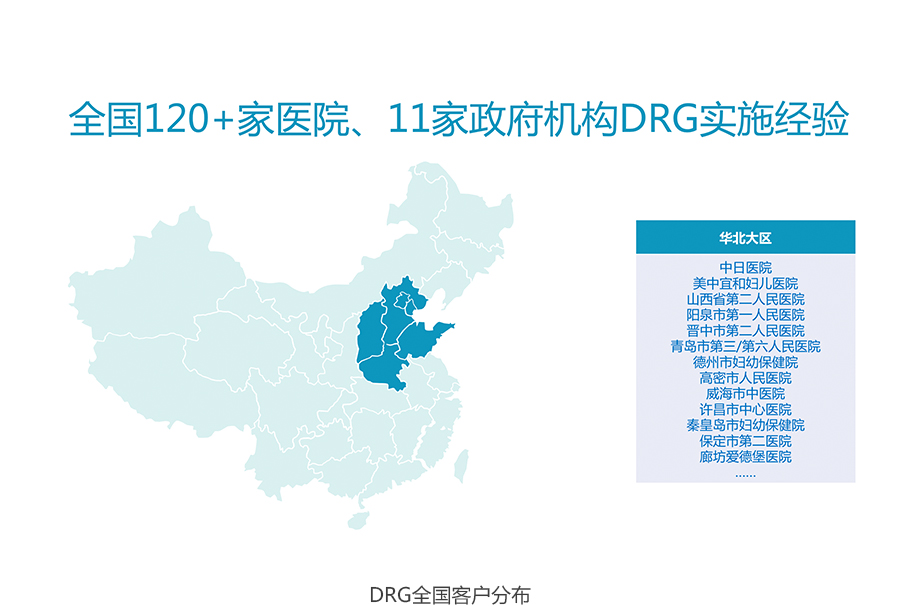 全国120+家医院、11家政府机构DRG实施经验
华北大区
中日医院
美中宜和妇儿医院
山西省第二人民医院
阳泉市第一人民医院
晋中市第二人民医院
青岛市第三/第六人民医院
德州市妇幼保健院
高密市人民医院
威海市中医院
许昌市中心医院
秦皇岛市妇幼保健院
保定市第二医院
廊坊爱德堡医院
......
DRG全国客户分布